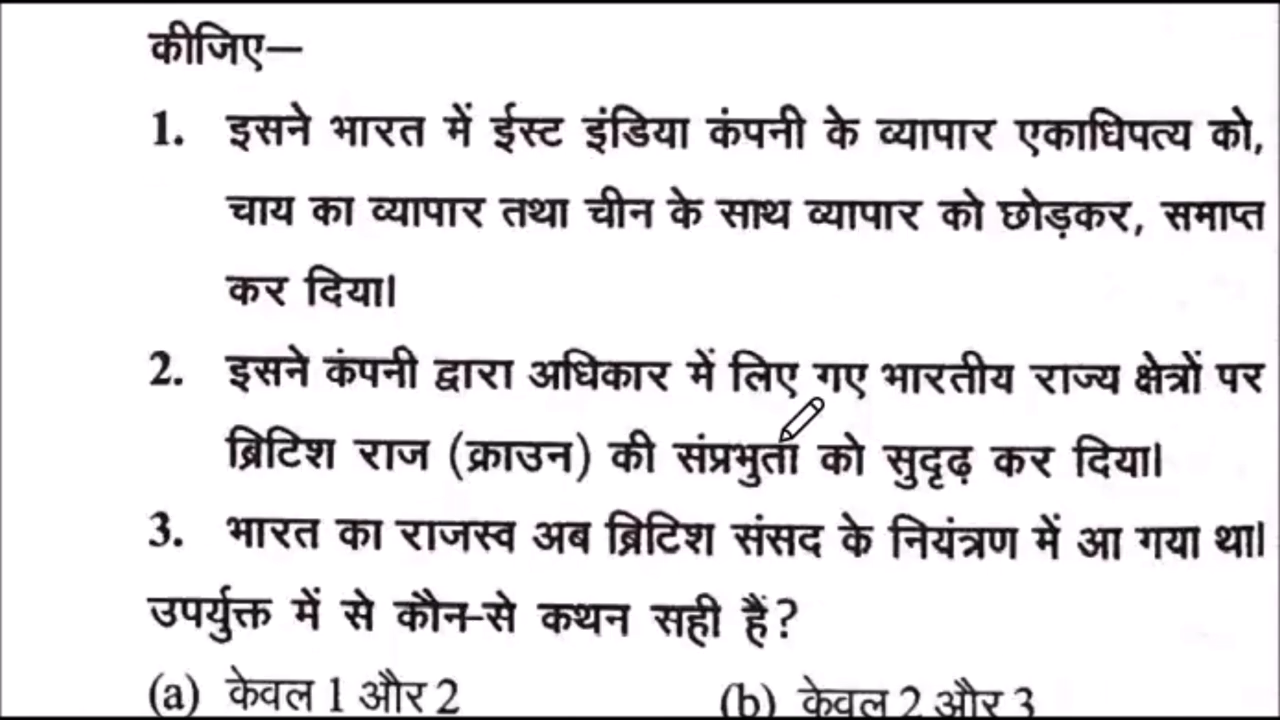 कीजिए—
1. इसने भारत में ईस्ट इंडिया कंपनी के व्यापार एकाधिपत्य को,
चाय का व्यापार तथा चीन के साथ व्यापार को छोड़कर, समाप्त
कर दिया।
2. इसने कंपनी द्वारा अधिकार में लिए गए भारतीय राज्य क्षेत्रों पर
ब्रिटिश राज (क्राउन) की संप्रभुता को सुदृढ़ कर दिया।
3. भारत का राजस्व अब ब्रिटिश संसद के नियंत्रण में आ गया था।
उपर्युक्त में से कौन-से कथन सही हैं?
(a) केवल 1 और 2 (b) केवल 2 और 3